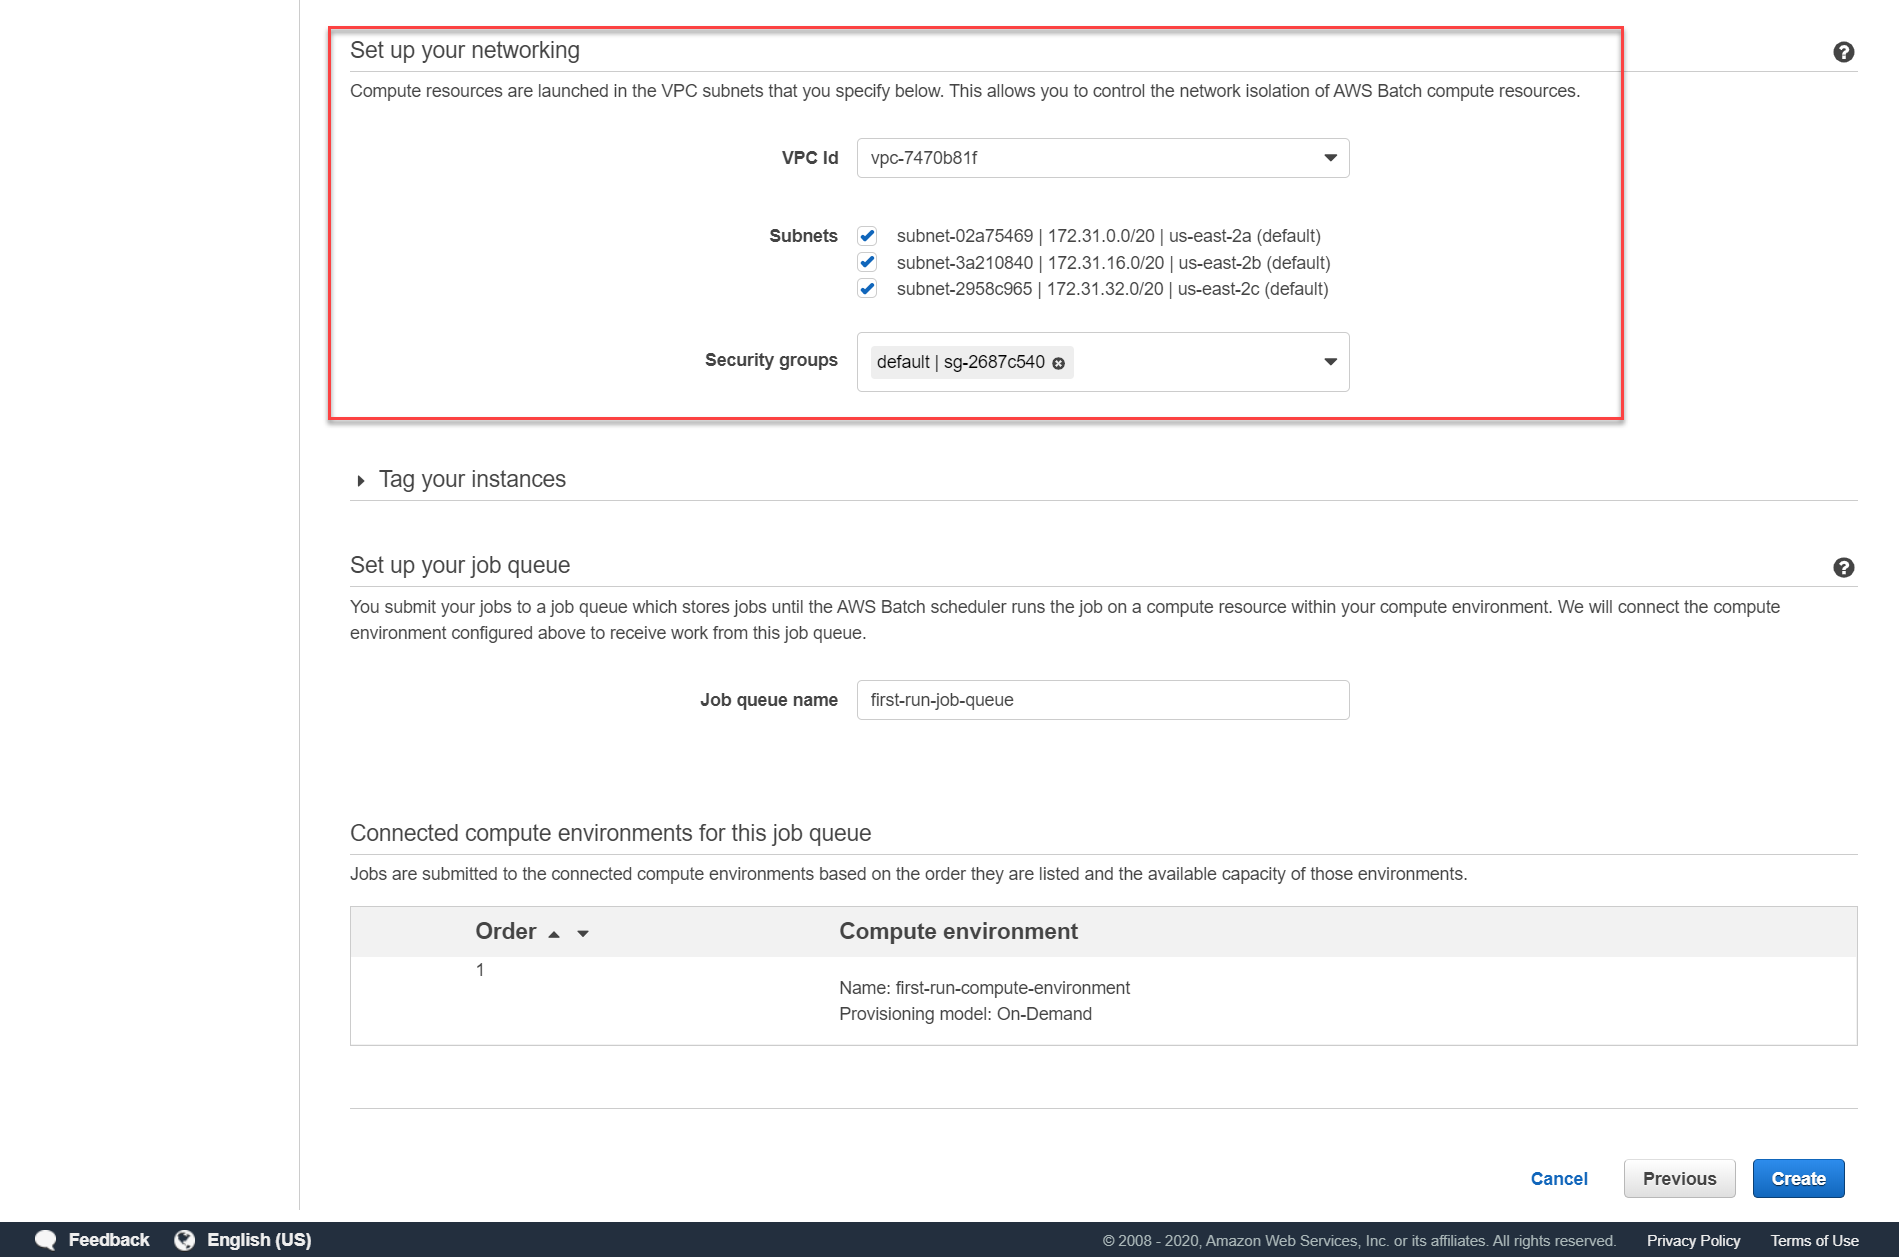 Set up your networking
Compute resources are launched in the VPC subnets that you specify below. This allows you to control the network isolation of AWS Batch compute resources.
VPC Id
vpc-7470b81f
Subnets
subnet-02a75469 | 172.31.0.0/20 | us-east-2a (default)
subnet-3a210840 | 172.31.16.0/20 | us-east-2b (default)
subnet-2958c965 | 172.31.32.0/20 | us-east-2c (default)
Security groups
default | sg-2687c540
Tag your instances
Set up your job queue
You submit your jobs to a job queue which stores jobs until the AWS Batch scheduler runs the job on a compute resource within your compute environment. We will connect the compute
environment configured above to receive work from this job queue.
Job queue name
first-run-job-queue
Connected compute environments for this job queue
Jobs are submitted to the connected compute environments based on the order they are listed and the available capacity of those environments.
Order
Compute environment
1
Name: first-run-compute-environment
Provisioning model: On-Demand
Cancel
Previous
Create
Feedback
English (US)
© 2008 - 2020, Amazon Web Services, Inc. or its affiliates. All rights reserved.
Privacy Policy
Terms of Use